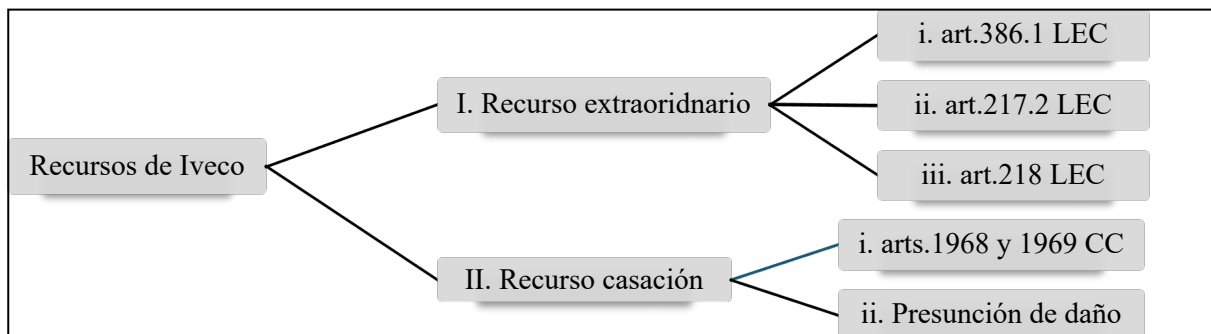 Recursos de Iveco
I. Recurso extraoridnario
i. art.386.1 LEC
ii. art.217.2 LEC
iii. art.218 LEC
II. Recurso casación
i. arts.1968 y 1969 CC
ii. Presunción de daño